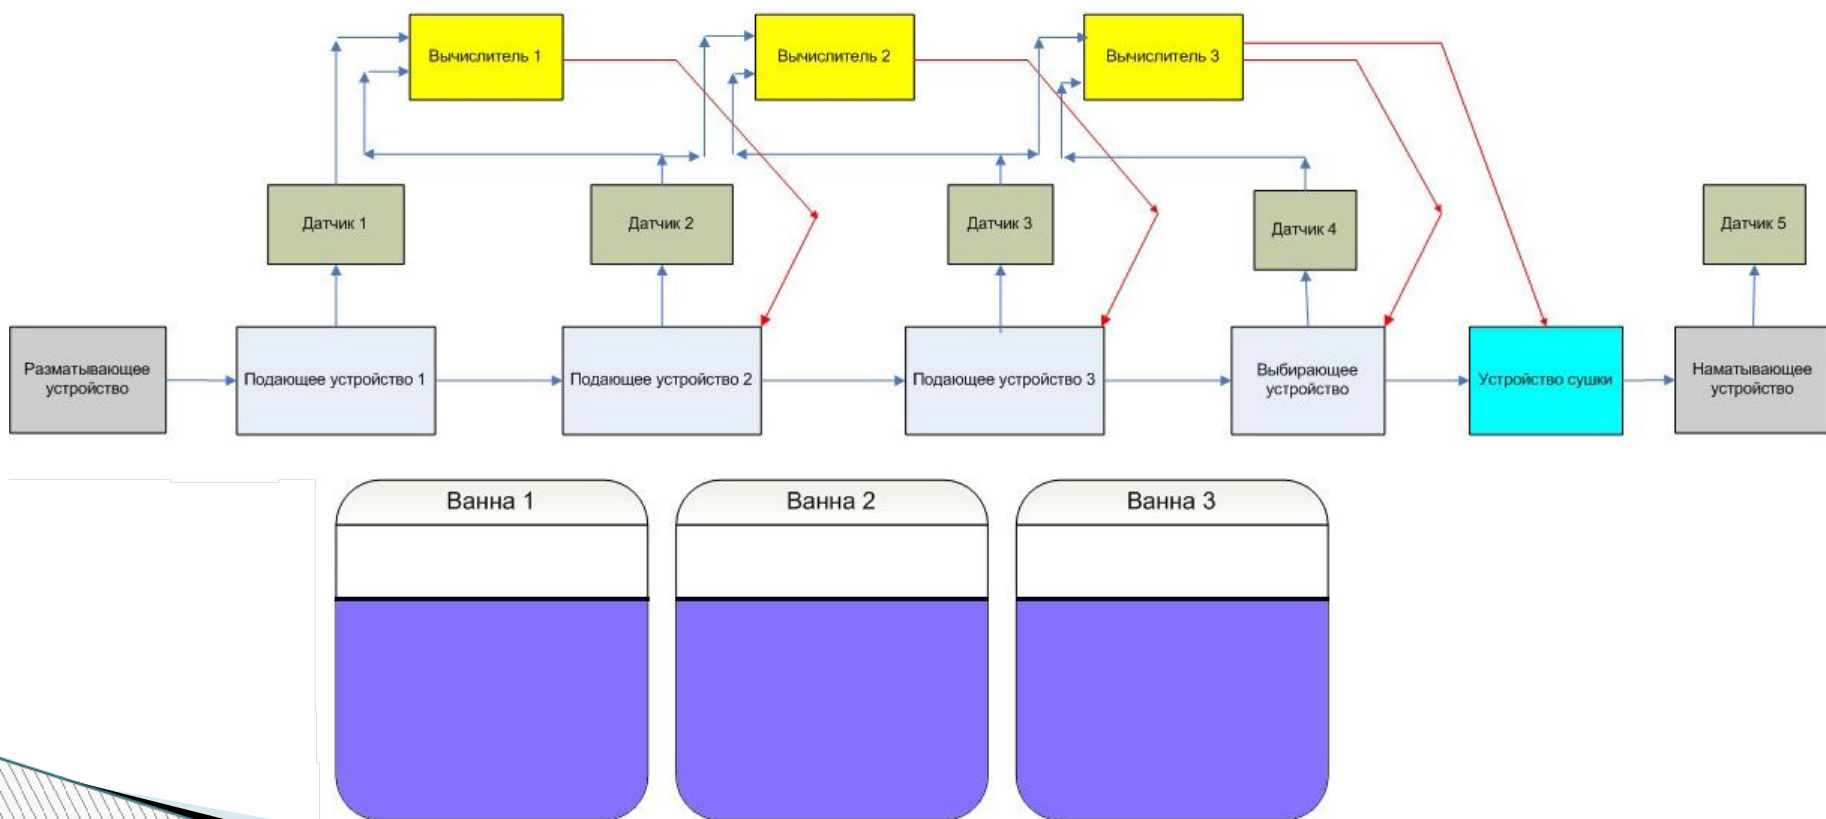 Вычислитель 1
Вычислитель 2
Вычислитель 3
Датчик 1
Датчик 2
Датчик 3
Датчик 4
Датчик 5
Разматывающее
устройство
Подающее устройство 1
Подающее устройство 2
Подающее устройство 3
Выбирающее
устройство
Устройство сушки
Наматывающее
устройство
Ванна 1
Ванна 2
Ванна 3